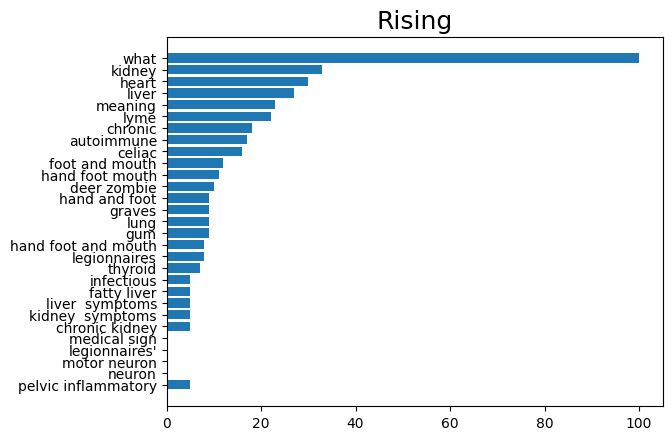 Rising
what
kidney
heart
liver
meaning
lyme
chronic
autoimmune
celiac
foot and mouth
hand foot mouth
deer zombie
hand and foot
graves
lung
gum
hand foot and mouth
legionnaires
thyroid
infectious
fatty liver
liver  symptoms
kidney  symptoms
chronic kidney
medical sign
legionnaires'
motor neuron
neuron
pelvic inflammatory
0 20 40 60 80 100